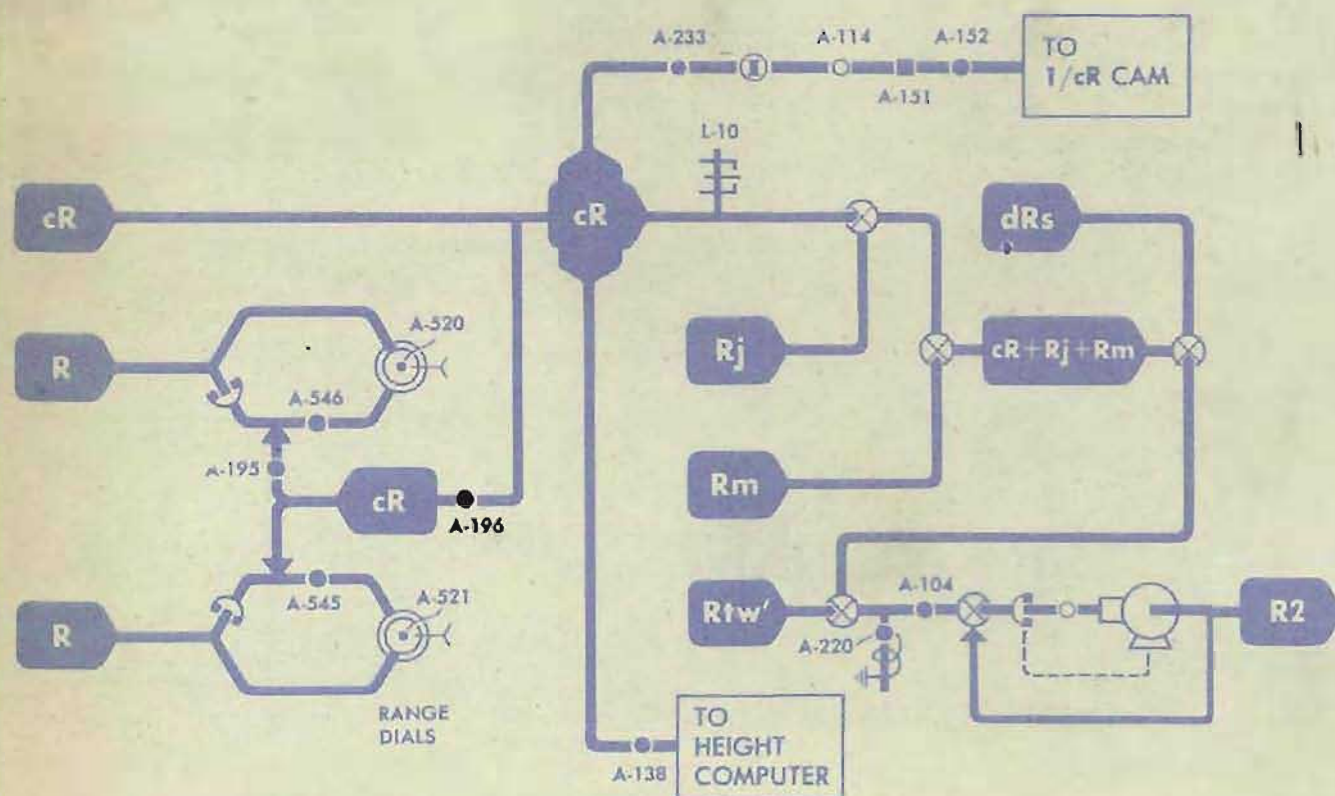 A-233
A-114
A-152
TO
1/cR CAM
A-151
L-10
cR
cR
dRs
R
A-520
Rj
cR+Rj+Rm
A-546
A-195
cR
A-196
Rm
R
A-545
A-521
Rtw'
A-104
R2
A-220
RANGE
DIALS
TO
HEIGHT
COMPUTER
A-138